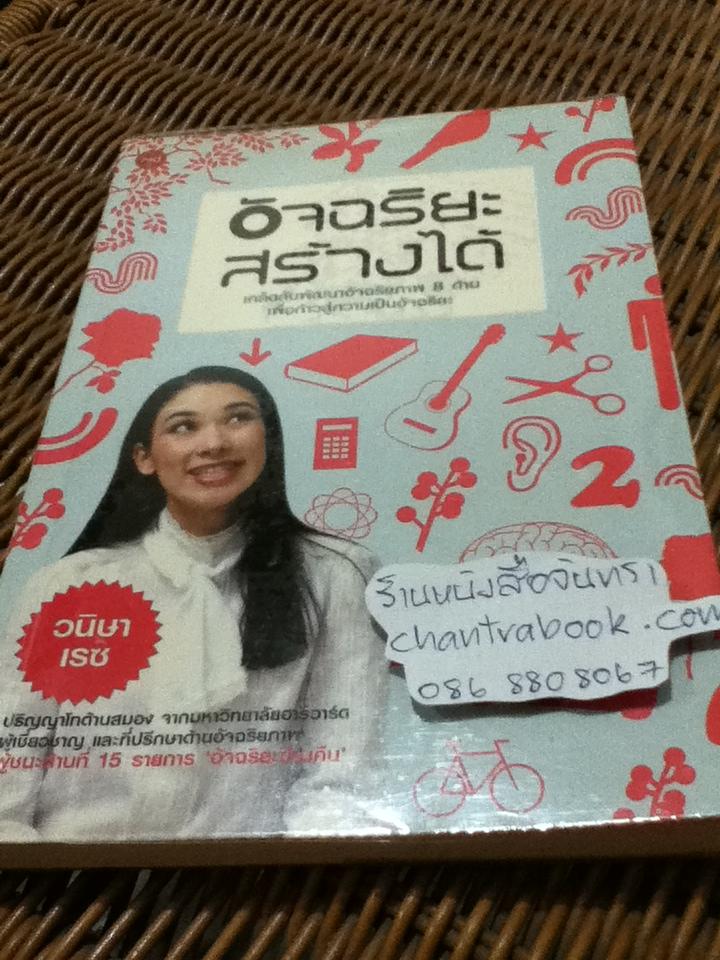 อัจฉริยะ
สร้างได้
เคล็ดลับพัฒนาอัจฉริยภาพ 8 ด้าน
เพื่อก้าวสู่ความเป็นอัจฉริยะ
2
วนิษา
เรซ
ปริญญาโทด้านสมอง จากมหาวิทยาลัยฮาร์วาร์ด
ผู้เชี่ยวชาญ และที่ปรึกษาด้านอัจฉริยภาพ
ผู้ชนะล้านที่ 15 รายการ 'อัจฉริยะข้ามคืน'
ร้านหนังสือจันทรา
chantrabook.com
086 8808067